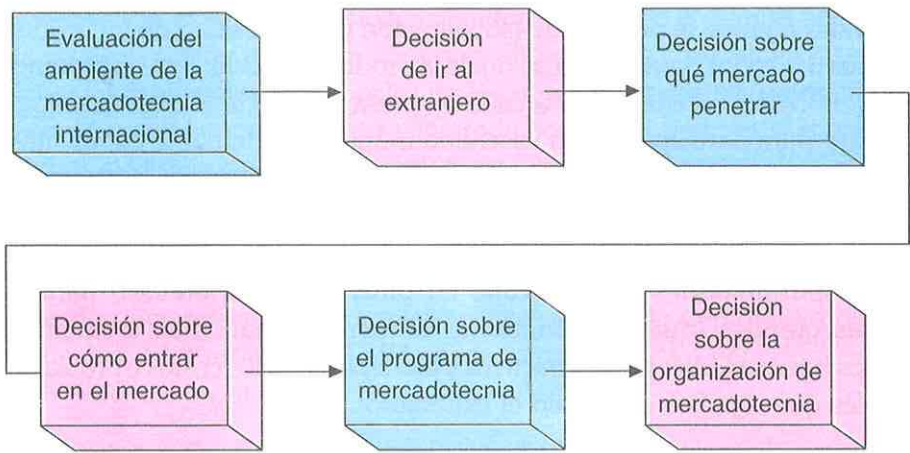 Evaluación del
ambiente de la
mercadotecnia
internacional
Decisión
de ir al
extranjero
Decisión sobre
qué mercado
penetrar
Decisión sobre
cómo entrar
en el mercado
Decisión sobre
el programa de
mercadotecnia
Decisión
sobre la
organización de
mercadotecnia